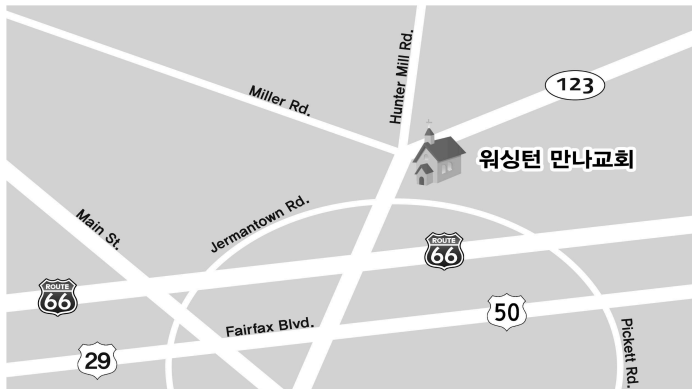 Hunter Mill Rd.
123
Miller Rd.
워싱턴 만나교회
Main St.
Jermantown Rd.
ROUTE
66
ROUTE
66
50
Fairfax Blvd.
Pickett Rd.
29